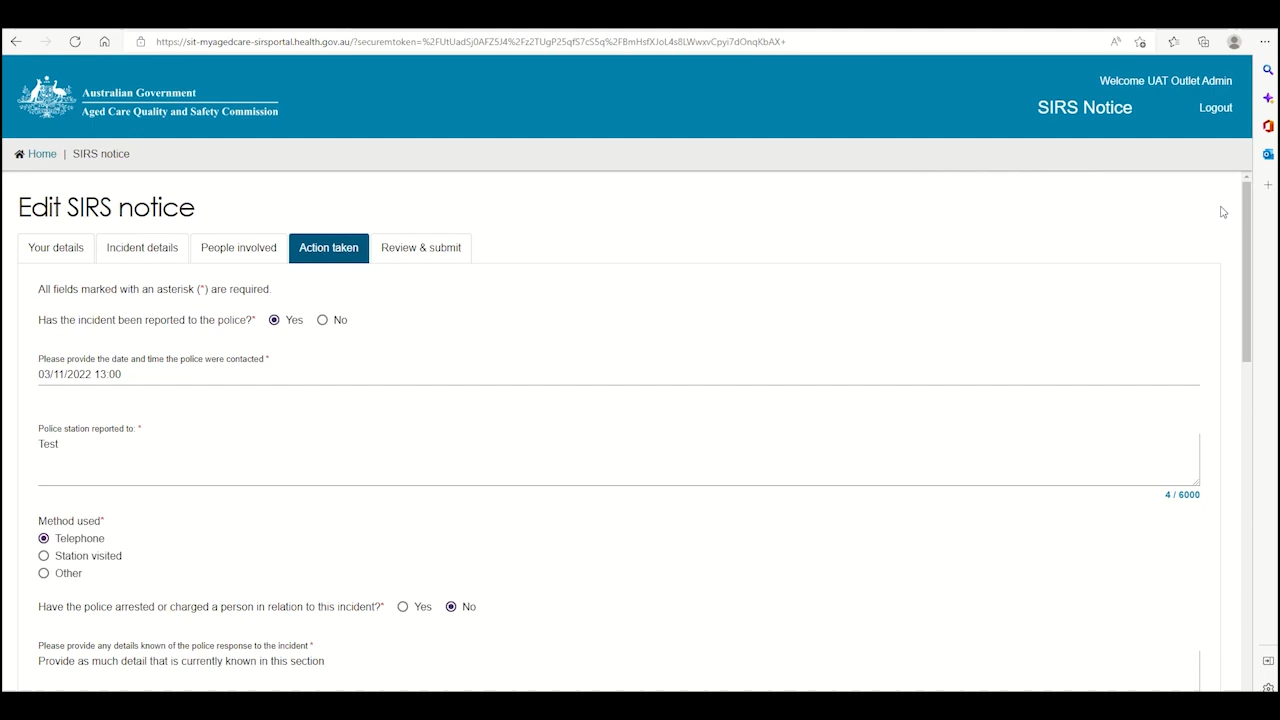 https://sit-myagedcare-sirsportal.health.gov.au/?securemtoken=%2FUtUadSj0AFZ5J4%2Fz2TUgP25qfS7cS5q%2FBmHsfXJoL4s8LWwxvCpyi7dOnqKbAX+
Australian Government
Aged Care Quality and Safety Commission
Welcome UAT Outlet Admin
SIRS Notice
Logout
Home | SIRS notice
Edit SIRS notice
Your details
Incident details
People involved
Action taken
Review & submit
All fields marked with an asterisk (*) are required.
Has the incident been reported to the police?* Yes No
Please provide the date and time the police were contacted *
03/11/2022 13:00
Police station reported to: *
Test
4 / 6000
Method used*
Telephone
Station visited
Other
Have the police arrested or charged a person in relation to this incident?* Yes No
Please provide any details known of the police response to the incident *
Provide as much detail that is currently known in this section